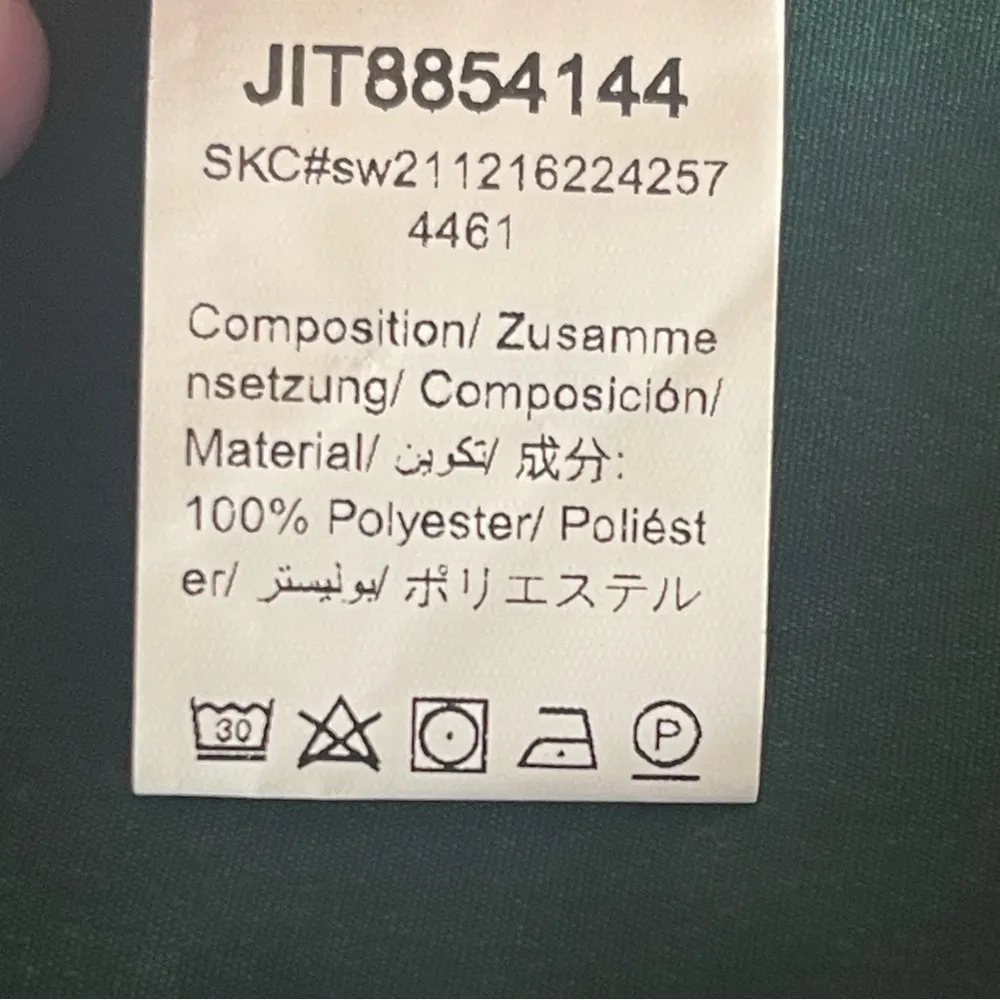 JIT8854144
SKC#sw211216224257
4461
Composition/ Zusamme
nsetzung/ Composición/
Material/ تكوين/ 成分:
100% Polyester/ Poliést
er/ بوليستر/ ポリエステル
30
P